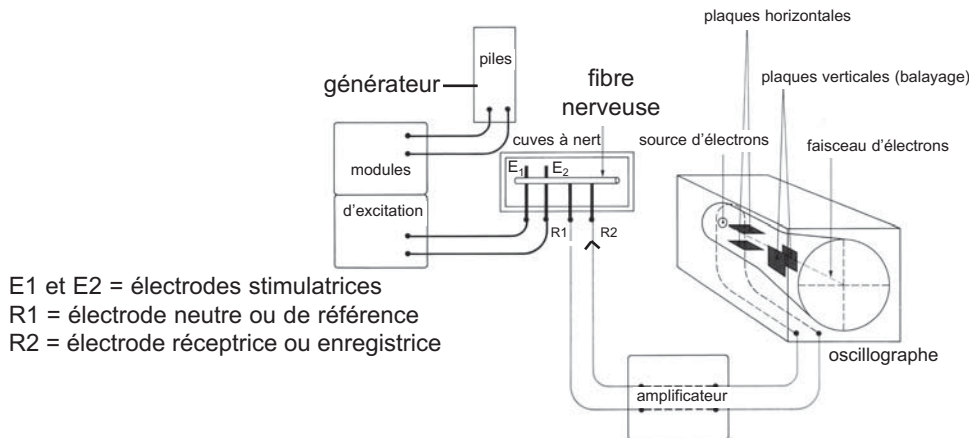 plaques horizontales
piles
générateur
fibre
nerveuse
plaques verticales (balayage)
cuves à nert
source d'électrons
faisceau d'électrons
modules
E1
E2
d'excitation
R1
R2
E1 et E2 = électrodes stimulatrices
R1 = électrode neutre ou de référence
R2 = électrode réceptrice ou enregistrice
oscillographe
amplificateur